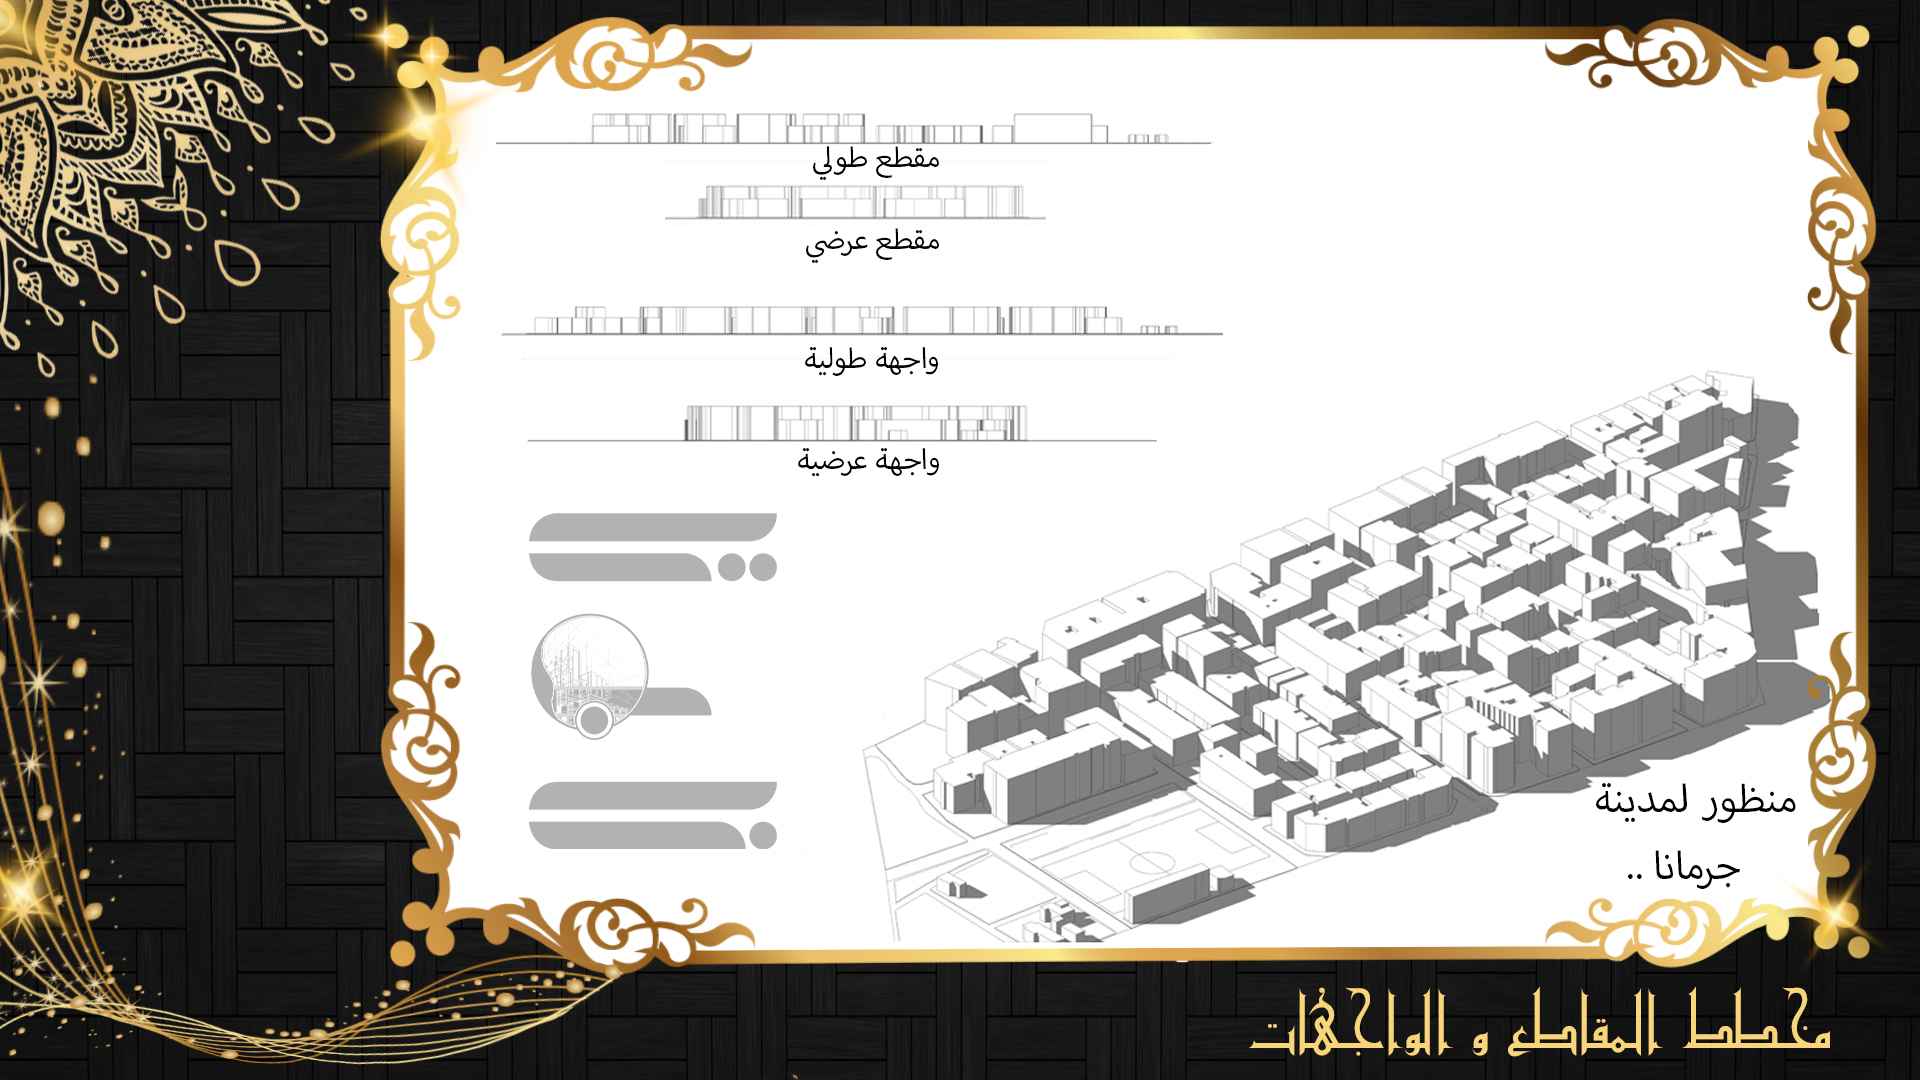 مقطع طولي
مقطع عرضي
واجهة طولية
واجهة عرضية
منظور لمدينة
جرمانا ..
مخطط المقاطع و الواجهات